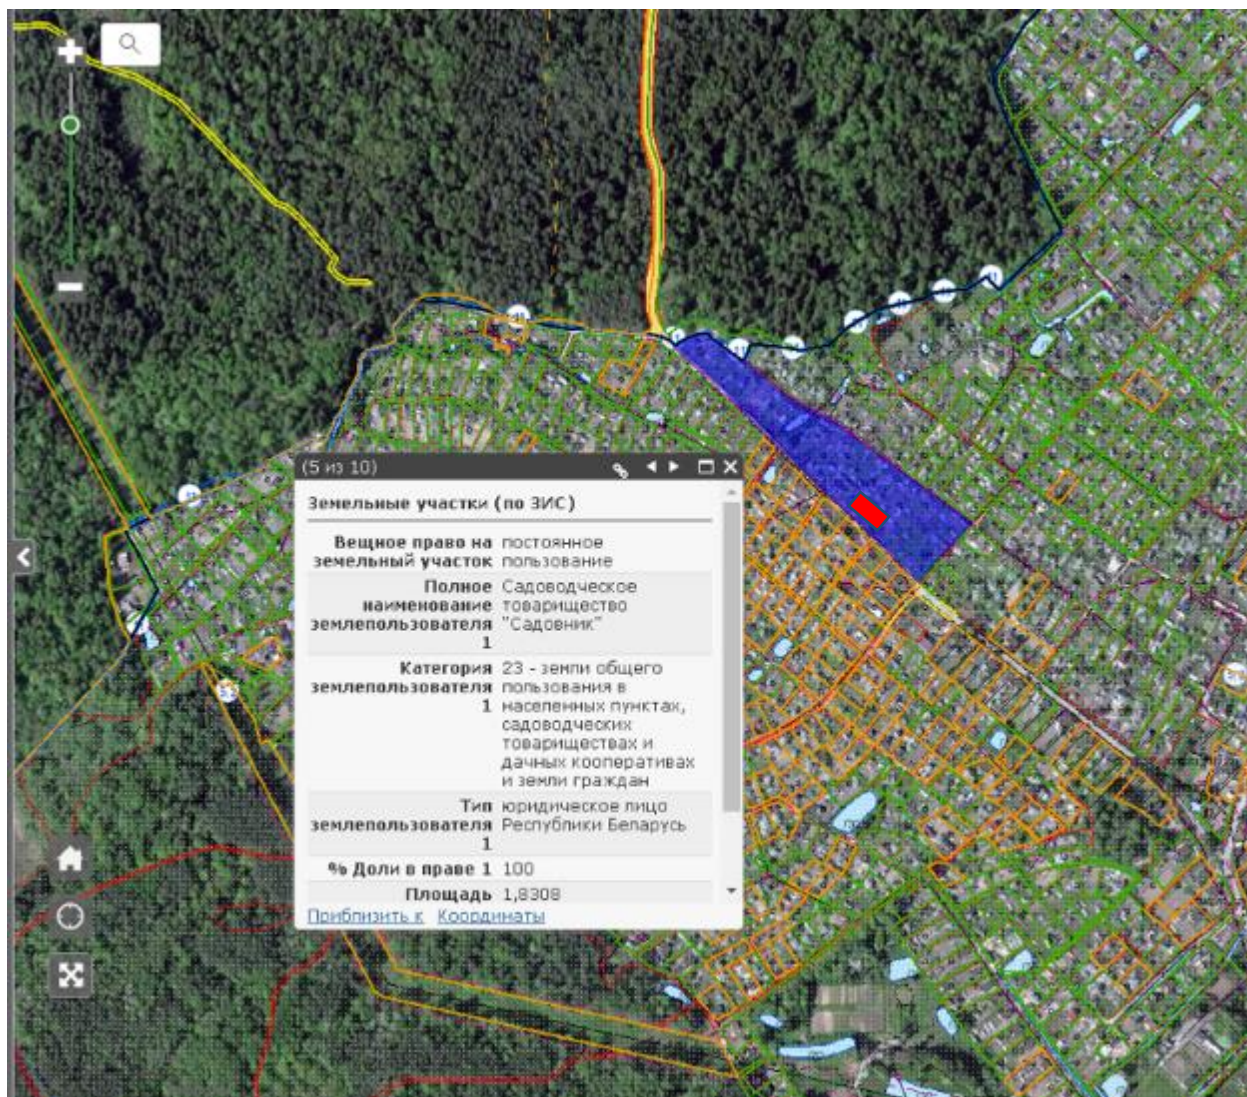 (5 из 10)
Земельные участки (по ЗИС)
Вещное право на постоянное
земельный участок пользование
Полное Садоводческое
наименование товарищество
землепользователя "Садовник"
1
Категория 23 - земли общего
землепользователя пользования в
1 населенных пунктах,
садоводческих
товариществах и
дачных кооперативах
и земли граждан
Тип юридическое лицо
землепользователя Республики Беларусь
1
% Доли в праве 1 100
Площадь 1,8308
Приблизить к Координаты